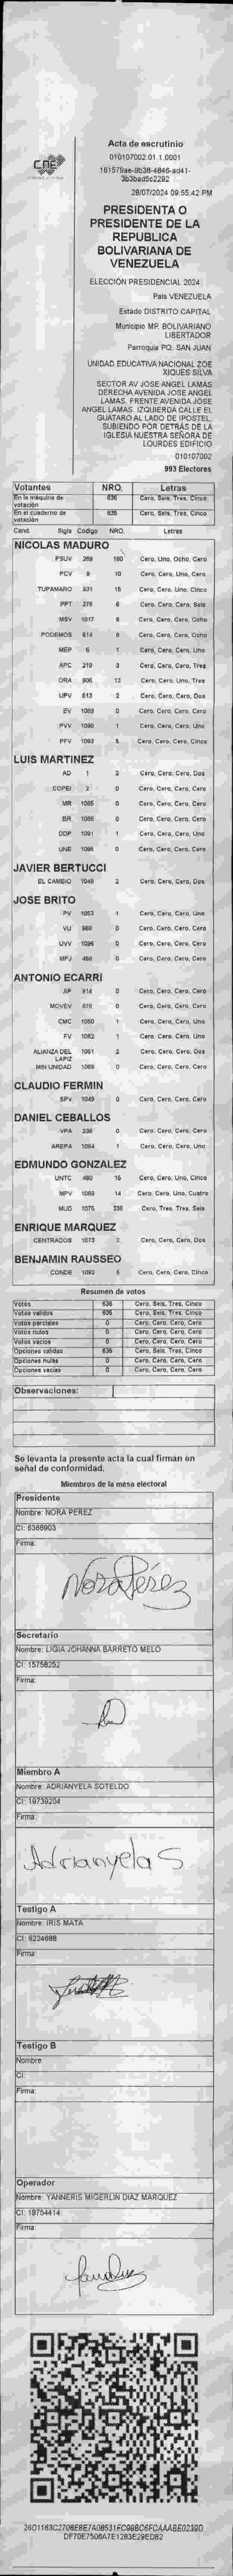 CNE
Acta de escrutinio
010107002.01.1.0001
28/07/2024 09:55:42 PM
PRESIDENTA O
PRESIDENTE DE LA
REPUBLICA
BOLIVARIANA DE
VENEZUELA
ELECCIÓN PRESIDENCIAL 2024
País VENEZUELA
Estado DISTRITO CAPITAL
Municipio MP. BOLIVARIANO
LIBERTADOR
Parroquia PQ. SAN JUAN
UNIDAD EDUCATIVA NACIONAL ZOE
XIQUES SILVA
SECTOR AV JOSE ANGEL LAMAS
DERECHA AVENIDA JOSE ANGEL
LAMAS. FRENTE AVENIDA JOSE
ANGEL LAMAS. IZQUIERDA CALLE EL
GUATARO AL LADO DE IPOSTEL.
SUBIENDO POR DETRÁS DE LA
IGLESIA NUESTRA SEÑORA DE
LOURDES EDIFICIO
010107002
993 Electores
Votantes NRO. Letras
En la máquina de votación 635 Cero, Seis, Tres, Cinco
En el cuaderno de votación 635 Cero, Seis, Tres, Cinco
Cand. Sigla Código NRO. Letras
NICOLAS MADURO
PSUV 269 180 Cero, Uno, Ocho, Cero
PCV 9 10 Cero, Cero, Uno, Cero
TUPAMARO 931 15 Cero, Cero, Uno, Cinco
PPT 276 6 Cero, Cero, Cero, Seis
MSV 1017 8 Cero, Cero, Cero, Ocho
PODEMOS 514 8 Cero, Cero, Cero, Ocho
MEP 6 1 Cero, Cero, Cero, Uno
APC 219 3 Cero, Cero, Cero, Tres
ORA 906 13 Cero, Cero, Uno, Tres
UPV 613 2 Cero, Cero, Cero, Dos
EV 1089 0 Cero, Cero, Cero, Cero
PVV 1090 1 Cero, Cero, Cero, Uno
PFV 1093 5 Cero, Cero, Cero, Cinco
LUIS MARTINEZ
AD 1 2 Cero, Cero, Cero, Dos
COPEI 2 0 Cero, Cero, Cero, Cero
MR 1085 0 Cero, Cero, Cero, Cero
BR 1066 0 Cero, Cero, Cero, Cero
DDP 1091 1 Cero, Cero, Cero, Uno
UNE 1096 0 Cero, Cero, Cero, Cero
JAVIER BERTUCCI
EL CAMBIO 1048 2 Cero, Cero, Cero, Dos
JOSE BRITO
PV 1053 1 Cero, Cero, Cero, Uno
VU 968 0 Cero, Cero, Cero, Cero
UVV 0 Cero, Cero, Cero, Cero
MPJ 458 0 Cero, Cero, Cero, Cero
ANTONIO ECARRI
AP 914 0 Cero, Cero, Cero, Cero
MOVEV 976 0 Cero, Cero, Cero, Cero
CMC 1050 1 Cero, Cero, Cero, Uno
FV 1062 1 Cero, Cero, Cero, Uno
ALIANZA DEL LAPIZ 1061 2 Cero, Cero, Cero, Dos
MIN UNIDAD 1068 0 Cero, Cero, Cero, Cero
CLAUDIO FERMIN
SPV 1049 0 Cero, Cero, Cero, Cero
DANIEL CEBALLOS
VPA 236 0 Cero, Cero, Cero, Cero
AREPA 1094 1 Cero, Cero, Cero, Uno
EDMUNDO GONZALEZ
UNTC 460 15 Cero, Cero, Uno, Cinco
MPV 1069 14 Cero, Cero, Uno, Cuatro
MUD 1075 336 Cero, Tres, Tres, Seis
ENRIQUE MARQUEZ
CENTRADOS 1073 2 Cero, Cero, Cero, Dos
BENJAMIN RAUSSEO
CONDE 1092 5 Cero, Cero, Cero, Cinco
Resumen de votos
Votos 635 Cero, Seis, Tres, Cinco
Votos válidos 635 Cero, Seis, Tres, Cinco
Votos parciales 0 Cero, Cero, Cero, Cero
Votos nulos 0 Cero, Cero, Cero, Cero
Votos vacíos 0 Cero, Cero, Cero, Cero
Opciones válidas 635 Cero, Seis, Tres, Cinco
Opciones nulas 0 Cero, Cero, Cero, Cero
Opciones vacías 0 Cero, Cero, Cero, Cero
Observaciones:
Se levanta la presente acta la cual firman en
señal de conformidad.
Miembros de la mesa electoral
Presidente
Nombre: NORA PEREZ
CI: 6366903
Firma:
Nora Pérez
Secretario
Nombre: LIGIA JOHANNA BARRETO MELO
CI: 15758252
Firma:
Miembro A
Nombre: ADRIANYELA SOTELDO
CI: 19739204
Firma:
Adrianyela S
Testigo A
Nombre: IRIS MATA
CI: 6224688
Firma:
Testigo B
Nombre:
CI:
Firma:
Operador
Nombre: YANNERIS MIGERLIN DIAZ MARQUEZ
CI: 19754414
Firma: